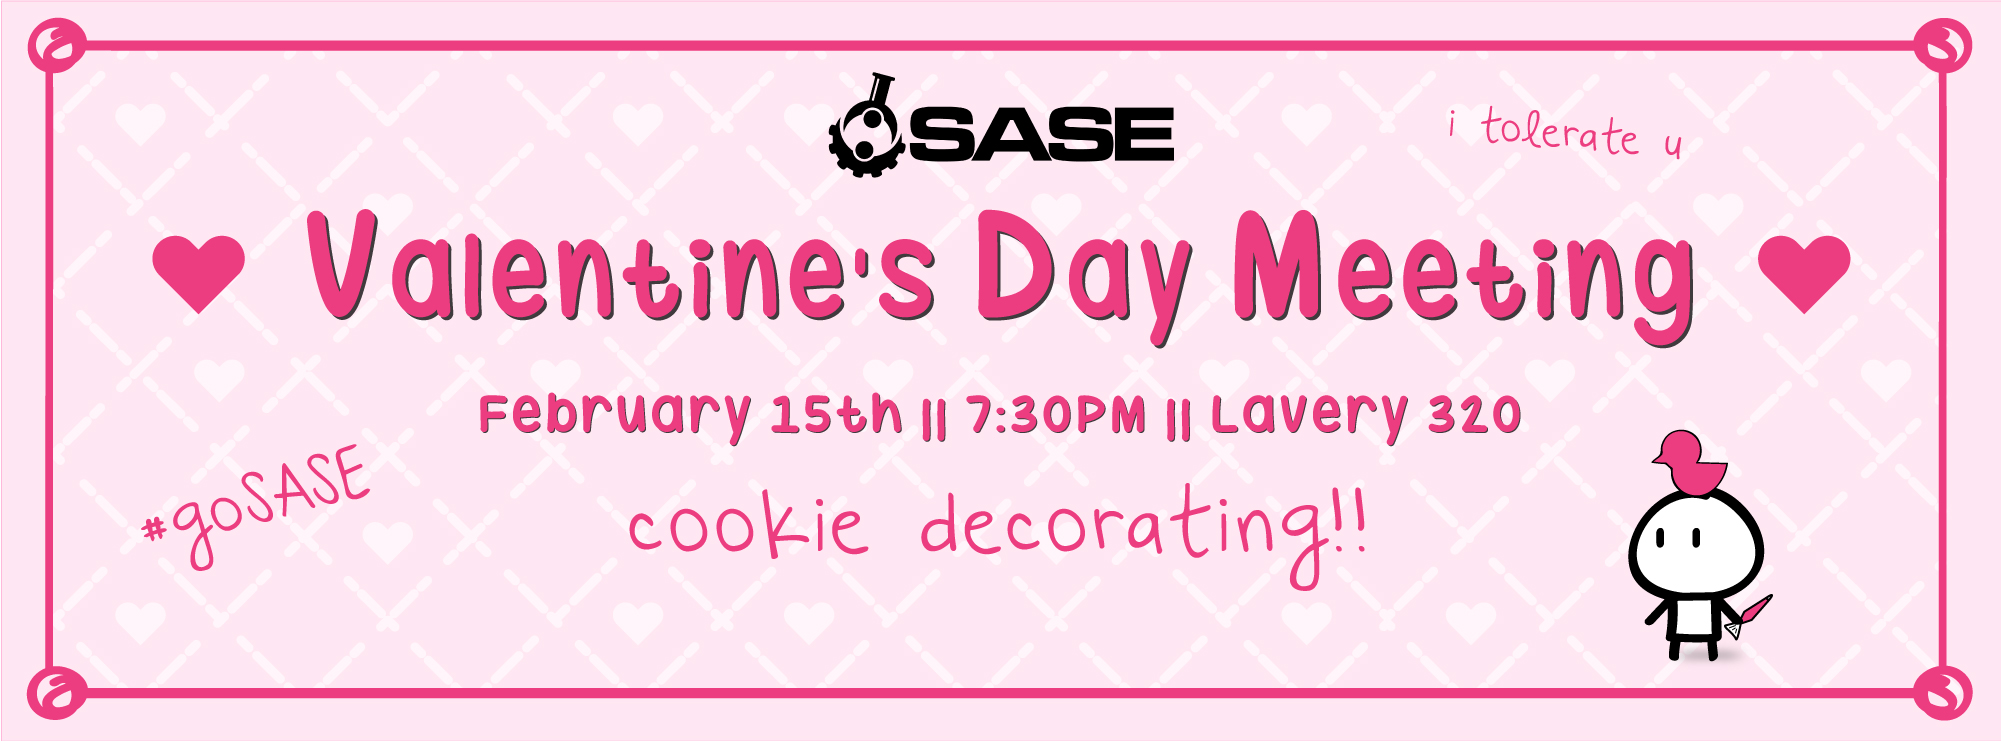 SASE
i tolerate u
Valentine's Day Meeting
February 15th || 7:30PM || Lavery 320
#goSASE
cookie decorating!!